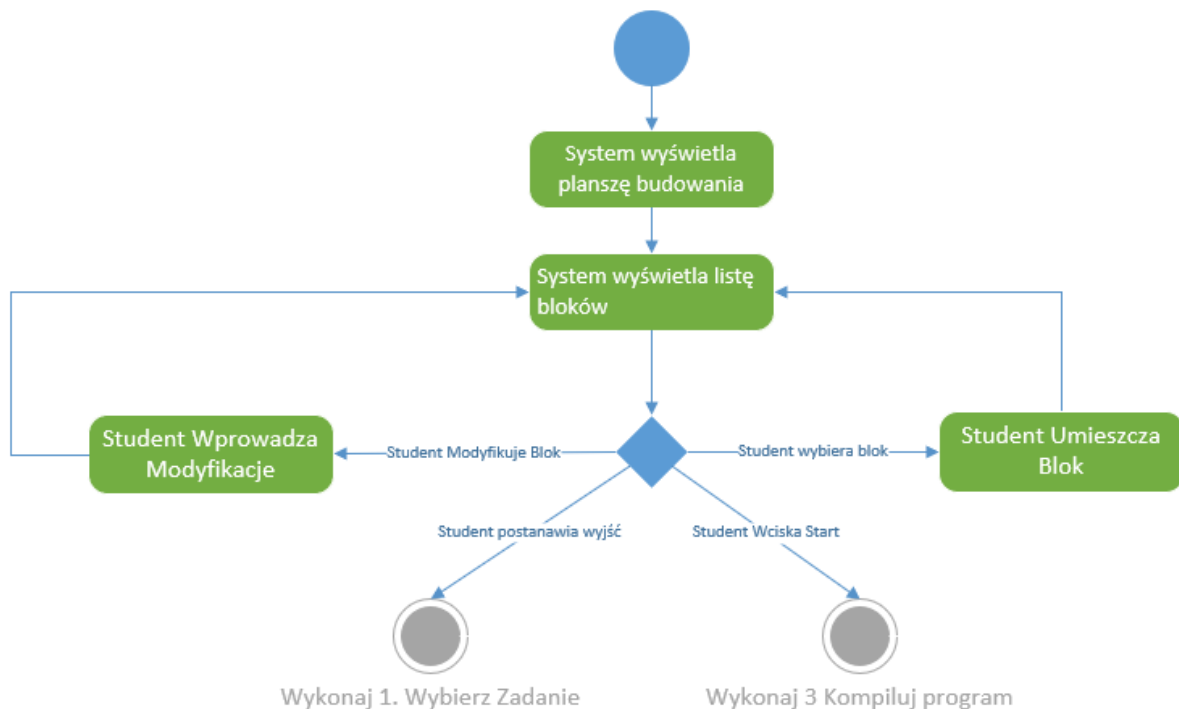 System wyświetla
planszę budowania
System wyświetla listę
bloków
Student Wprowadza
Modyfikacje
Student Modyfikuje Blok
Student wybiera blok
Student Umieszcza
Blok
Student postanawia wyjść
Student Wciska Start
Wykonaj 1. Wybierz Zadanie
Wykonaj 3 Kompiluj program